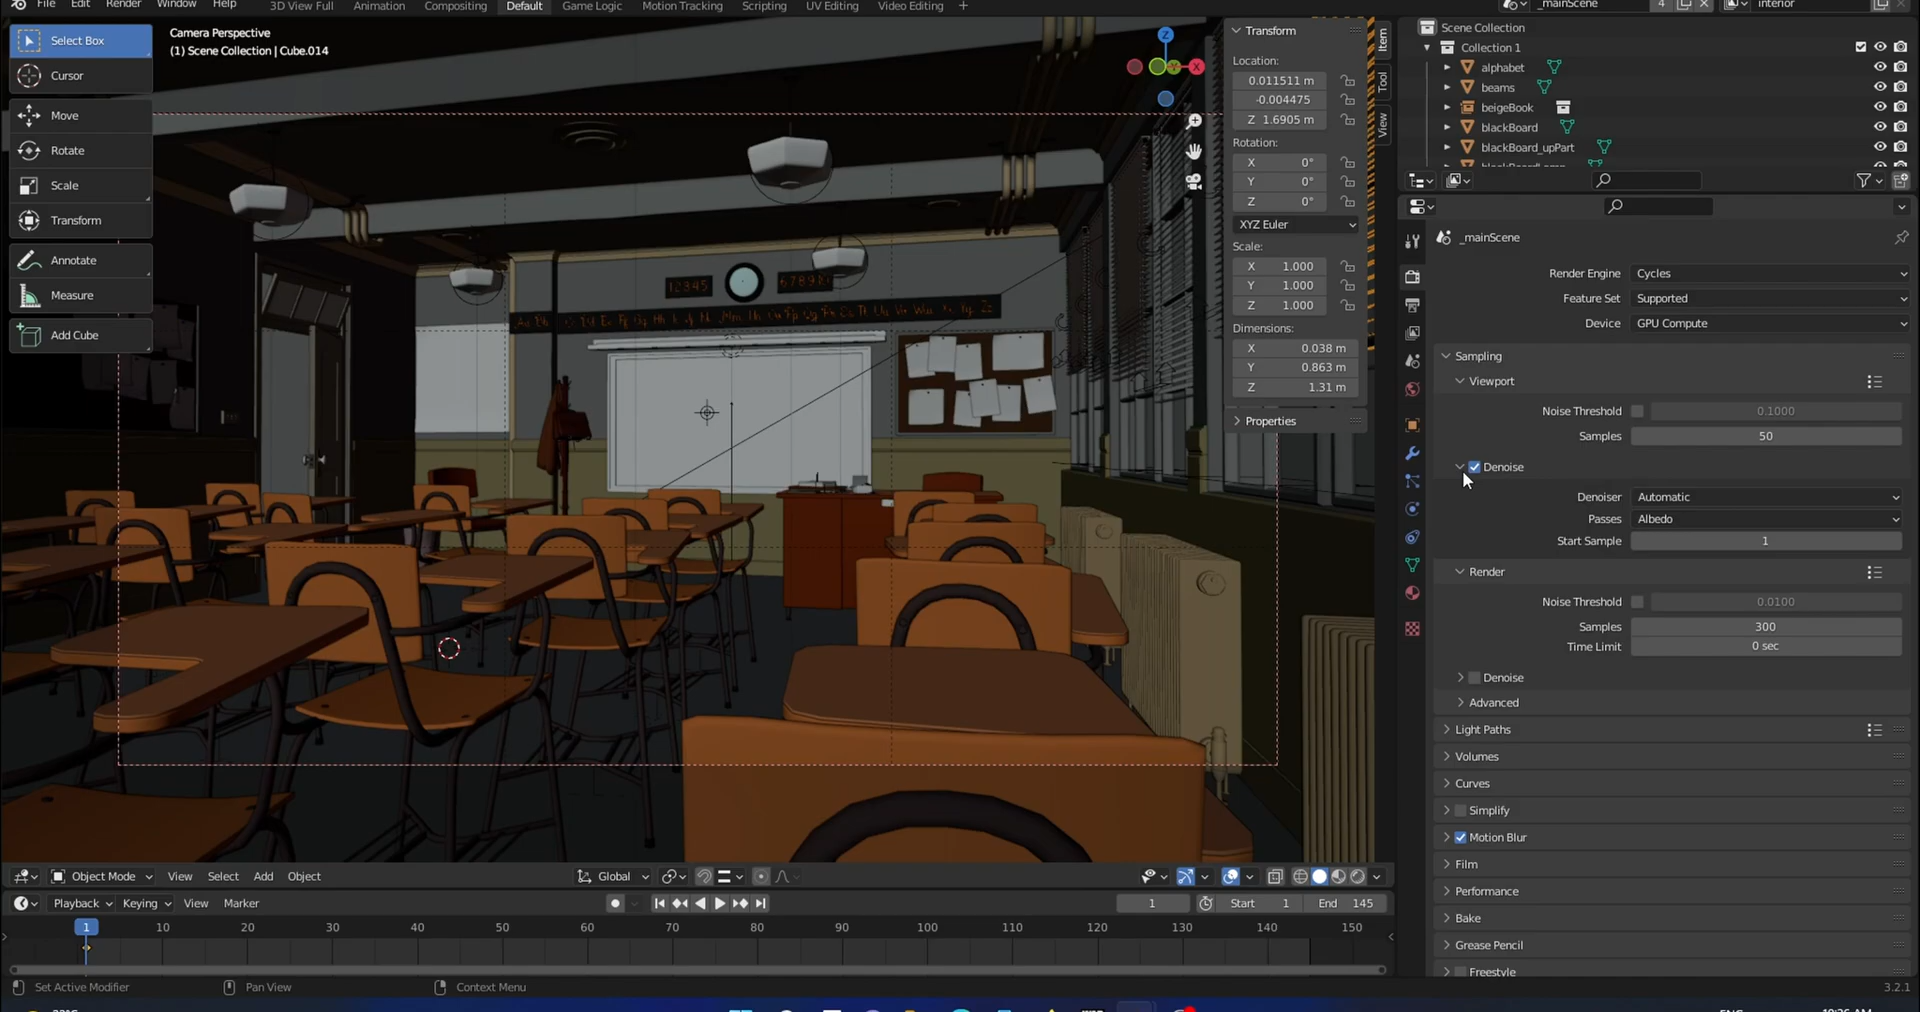 File Edit Render Window Help 3D View Full Animation Compositing Default Game Logic Motion Tracking Scripting UV Editing Video Editing + _mainScene 4 interior
Select Box
Cursor
Move
Rotate
Scale
Transform
Annotate
Measure
Add Cube
Camera Perspective
(1) Scene Collection | Cube.014
12345
Z
X
Transform
Location:
0.011511 m
-0.004475
Z 1.6905 m
Rotation:
X 0°
Y 0°
Z 0°
XYZ Euler
Scale:
X 1.000
Y 1.000
Z 1.000
Dimensions:
X 0.038 m
Y 0.863 m
Z 1.31 m
Properties
Item
Tool
View
Scene Collection
Collection 1
alphabet
beams
beigeBook
blackBoard
blackBoard_upPart
_mainScene
Render Engine Cycles
Feature Set Supported
Device GPU Compute
Sampling
Viewport
Noise Threshold 0.1000
Samples 50
Denoise
Denoiser Automatic
Passes Albedo
Start Sample 1
Render
Noise Threshold 0.0100
Samples 300
Time Limit 0 sec
Denoise
Advanced
Light Paths
Volumes
Curves
Simplify
Motion Blur
Film
Performance
Bake
Grease Pencil
Freestyle
Object Mode View Select Add Object Global
Playback Keying View Marker 1 Start 1 End 145
1 10 20 30 40 50 60 70 80 90 100 110 120 130 140 150
Set Active Modifier Pan View Context Menu 3.2.1